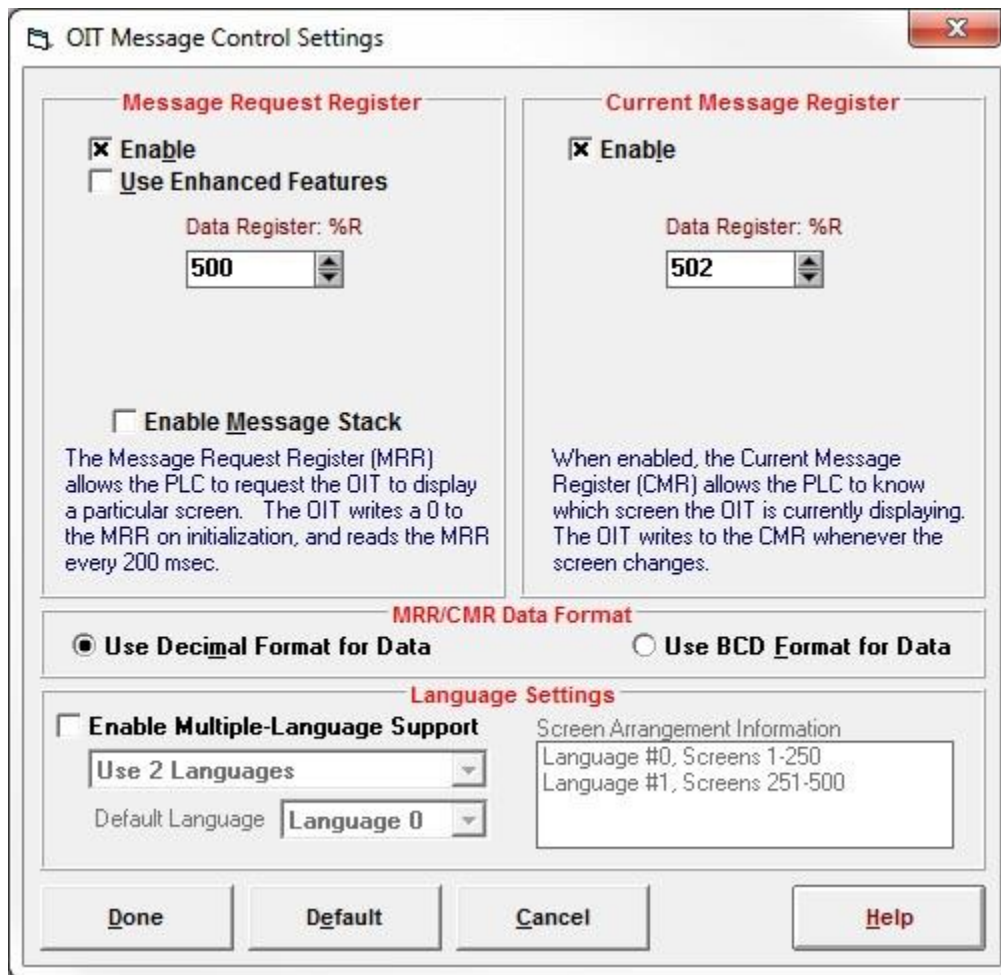 OIT Message Control Settings
Message Request Register
Enable
Use Enhanced Features
Data Register: %R
500
Enable Message Stack
The Message Request Register (MRR)
allows the PLC to request the OIT to display
a particular screen. The OIT writes a 0 to
the MRR on initialization, and reads the MRR
every 200 msec.
Current Message Register
Enable
Data Register: %R
502
When enabled, the Current Message
Register (CMR) allows the PLC to know
which screen the OIT is currently displaying.
The OIT writes to the CMR whenever the
screen changes.
MRR/CMR Data Format
Use Decimal Format for Data
Use BCD Format for Data
Language Settings
Enable Multiple-Language Support
Use 2 Languages
Default Language
Language 0
Screen Arrangement Information
Language #0, Screens 1-250
Language #1, Screens 251-500
Done
Default
Cancel
Help